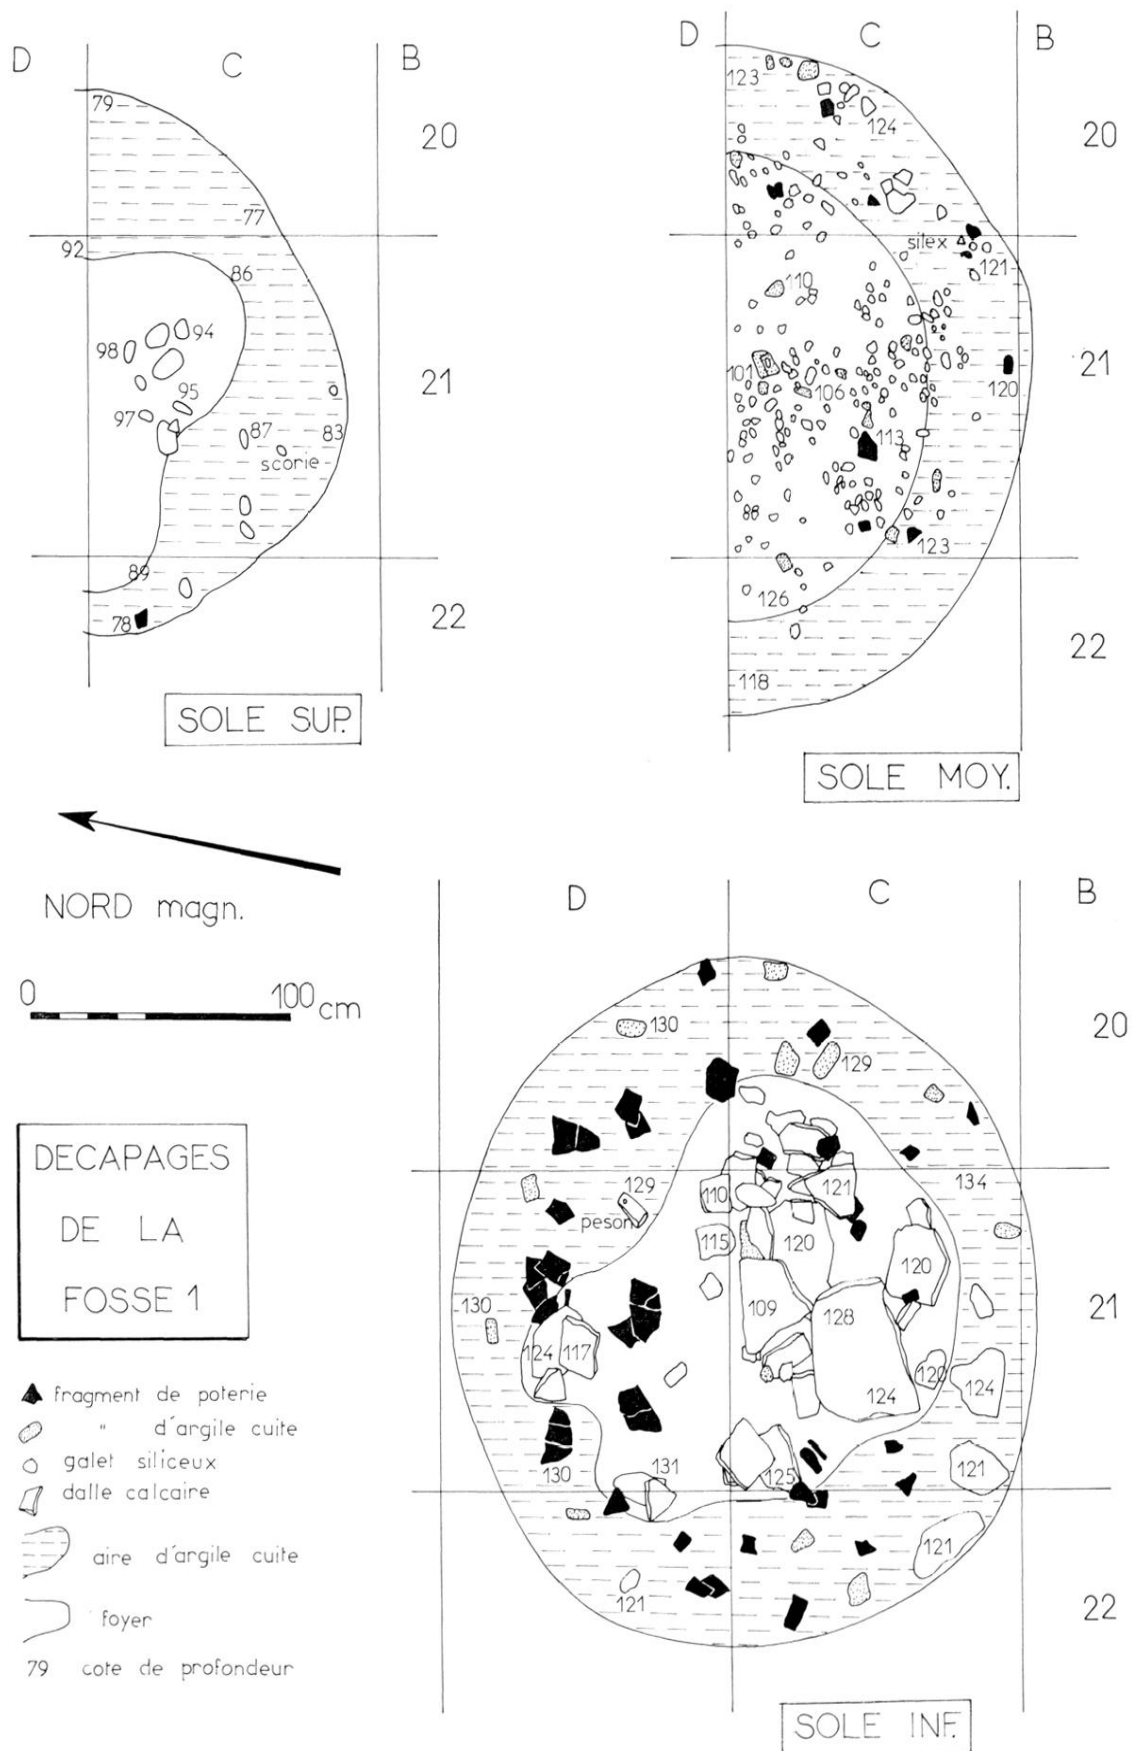 D C B
79
20
77
92
86
94
98
21
95
97
87
83
scorie
89
78
22
SOLE SUP.
D C B
123
124
20
silex
121
110
101
106
21
120
113
123
126
22
118
SOLE MOY.
NORD magn.
0 100 cm
DECAPAGES
DE LA
FOSSE 1
fragment de poterie
" d'argile cuite
galet siliceux
dalle calcaire
aire d'argile cuite
foyer
79 cote de profondeur
D C B
130
129
20
129
110
121
134
peson
115
120
120
130
109
128
21
124
117
120
124
124
130
131
125
121
121
121
22
SOLE INF.